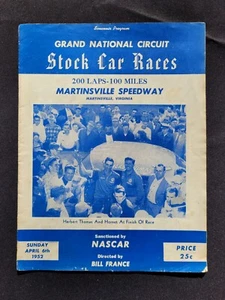 Souvenir Program
GRAND NATIONAL CIRCUIT
Stock Car Races
200 LAPS-100 MILES
MARTINSVILLE SPEEDWAY
MARTINSVILLE, VIRGINIA
Herbert Thomas And Hornet At Finish Of Race
SUNDAY
APRIL 6th
1952
Sanctioned by
NASCAR
Directed by
BILL FRANCE
PRICE
25c